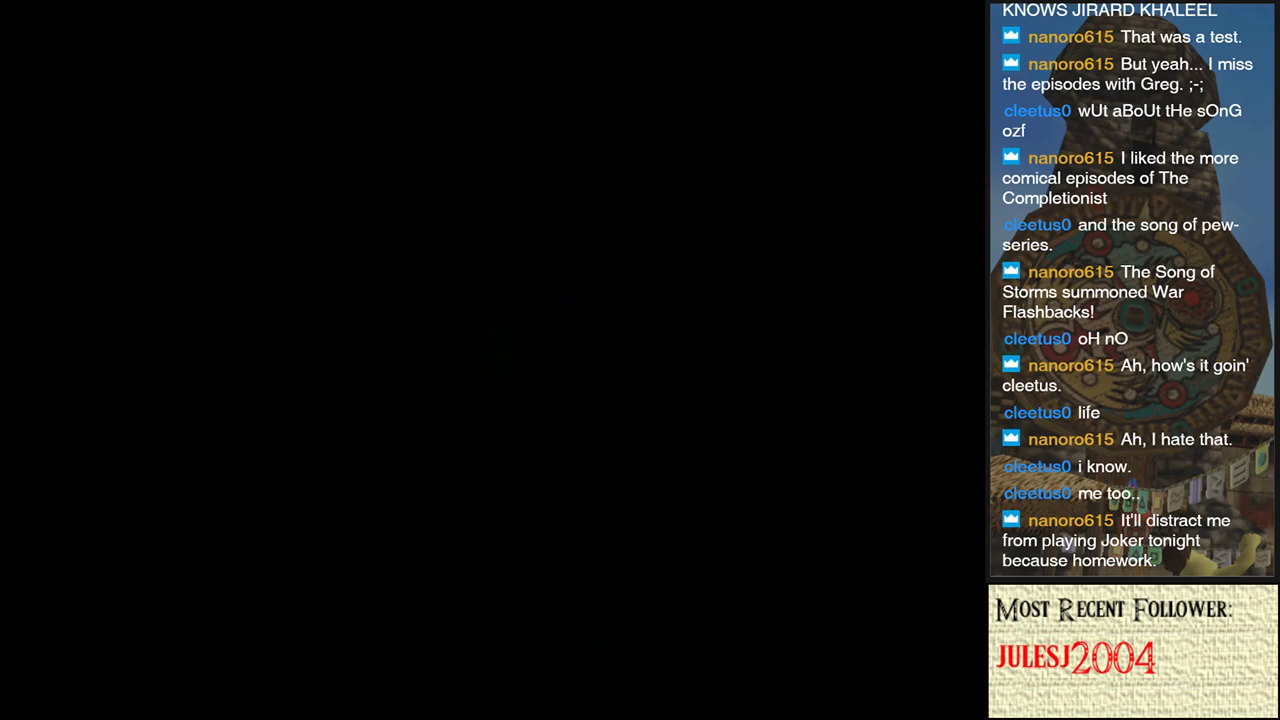 KNOWS JIRARD KHALEEL
nanoro615 That was a test.
nanoro615 But yeah... I miss
the episodes with Greg. ;-;
cleetus0 wUt aBoUt tHe sOnG
ozf
nanoro615 I liked the more
comical episodes of The
Completionist
cleetus0 and the song of pew-
series.
nanoro615 The Song of
Storms summoned War
Flashbacks!
cleetus0 oH nO
nanoro615 Ah, how's it goin'
cleetus.
cleetus0 life
nanoro615 Ah, I hate that.
cleetus0 i know.
cleetus0 me too..
nanoro615 It'll distract me
from playing Joker tonight
because homework.
Most Recent Follower:
julesj2004